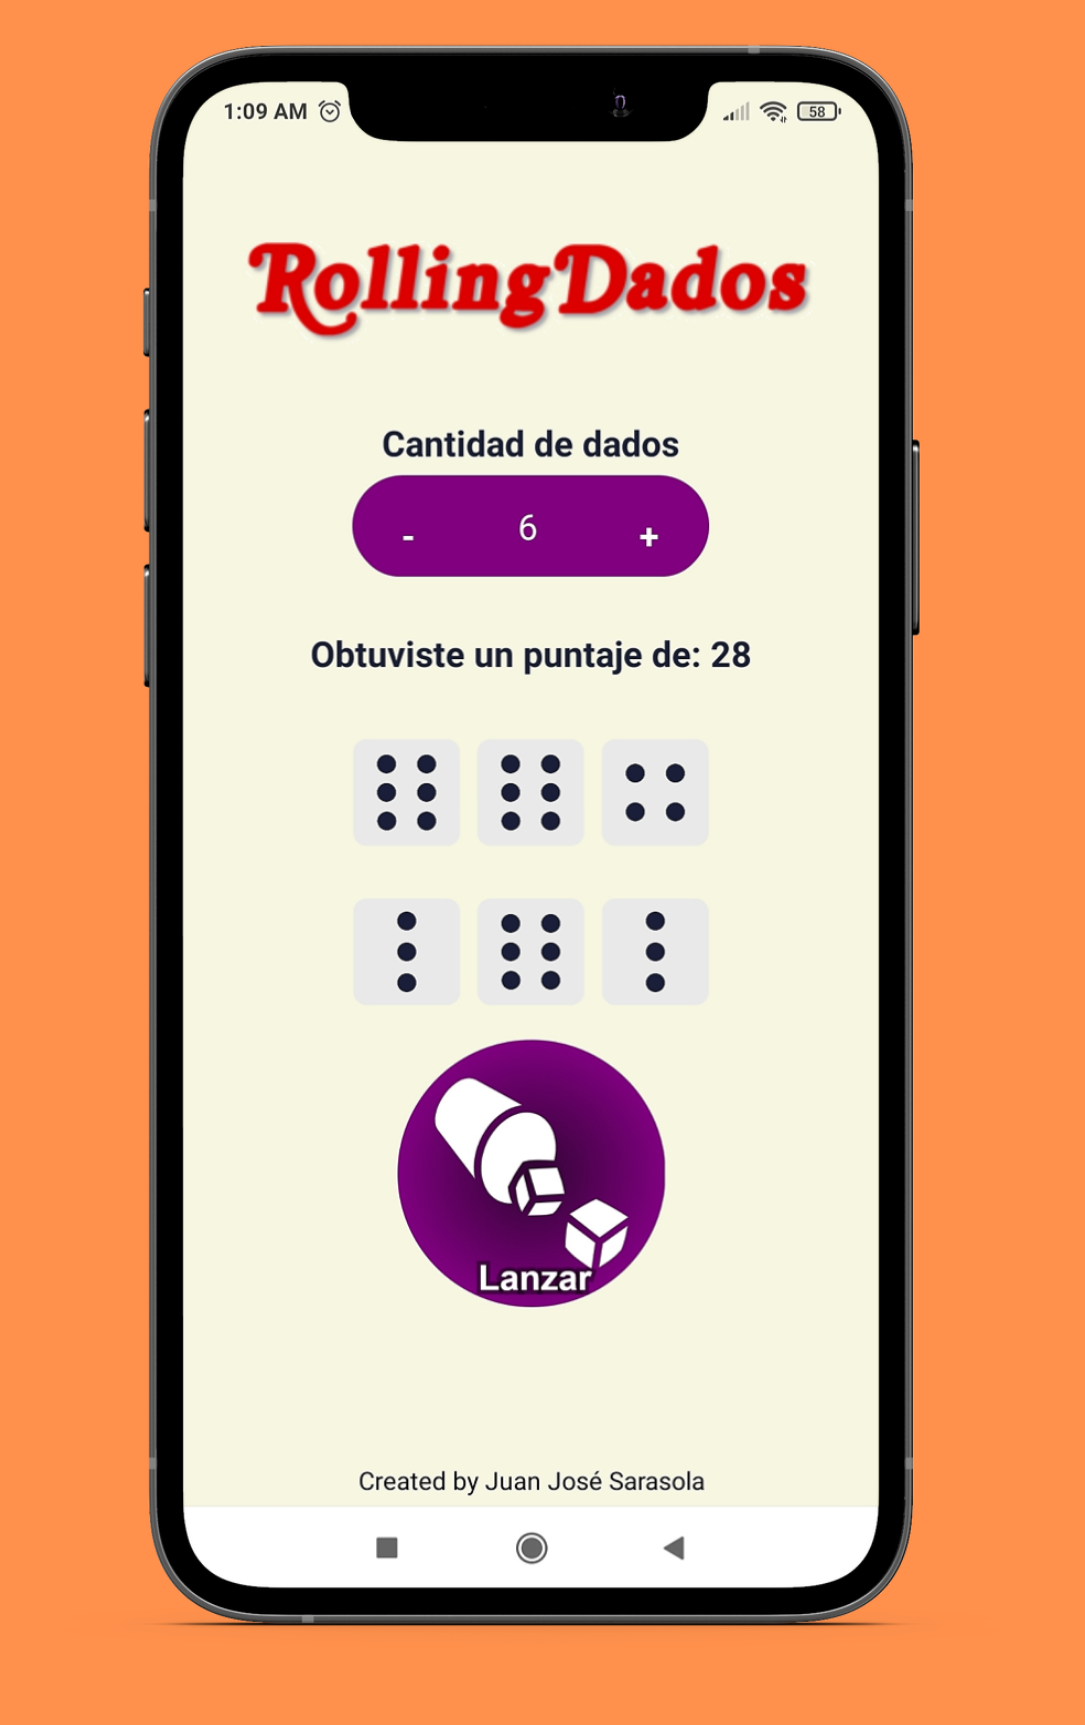 1:09 AM
58
RollingDados
Cantidad de dados
- 6 +
Obtuviste un puntaje de: 28
Lanzar
Created by Juan José Sarasola